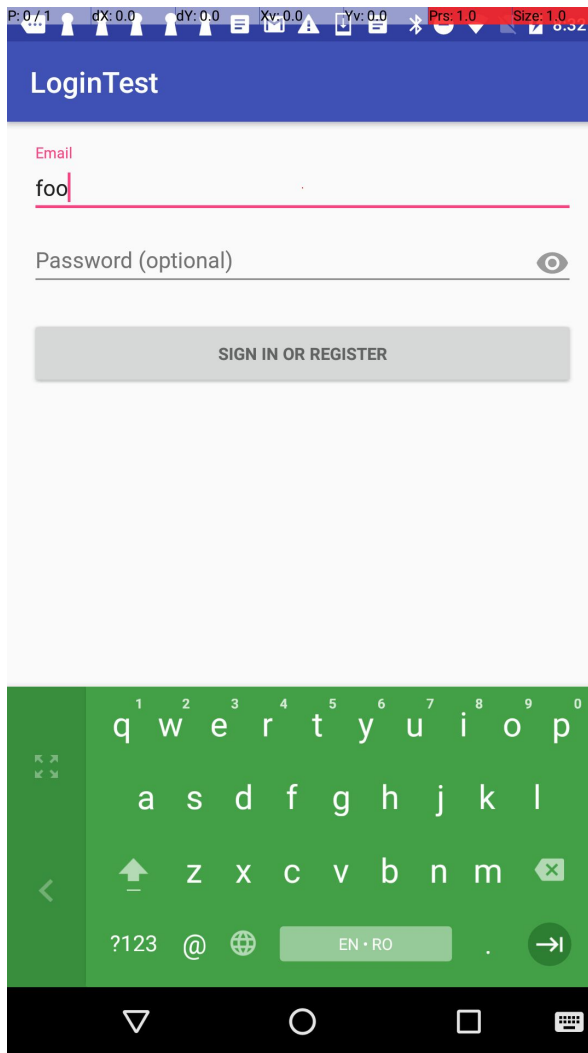 P: 0 / 1 dX: 0.0 dY: 0.0 Xv: 0.0 Yv: 0.0 Prs: 1.0 Size: 1.0
8:32
LoginTest
Email
foo
Password (optional)
SIGN IN OR REGISTER
1 2 3 4 5 6 7 8 9 0
q w e r t y u i o p
a s d f g h j k l
z x c v b n m
?123 @ EN • RO .